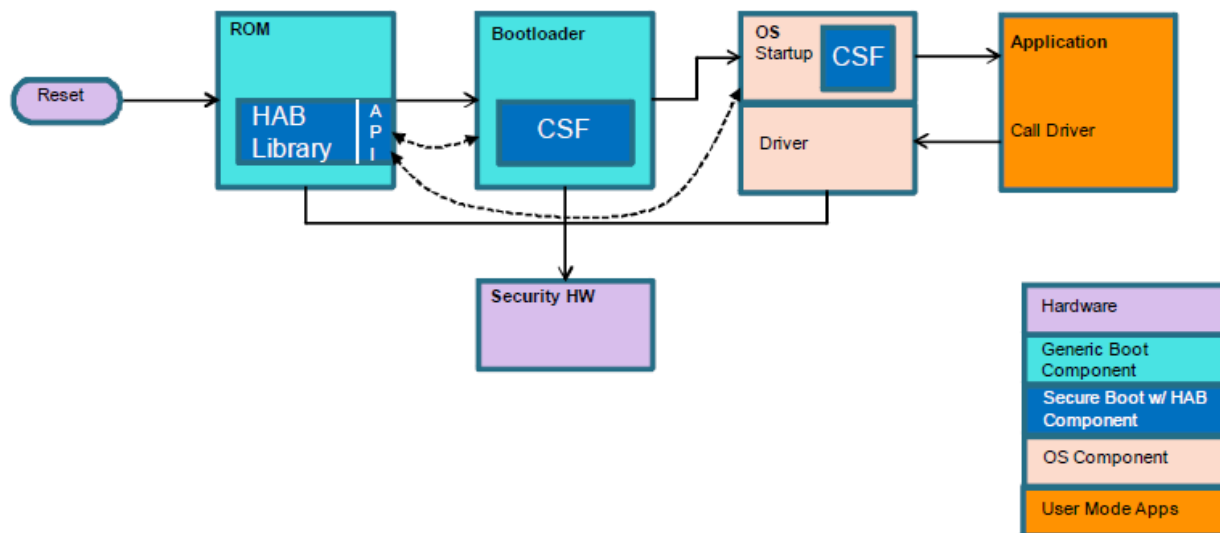 Reset
ROM
HAB
Library
A
P
I
Bootloader
CSF
OS
Startup
CSF
Driver
Application
Call Driver
Security HW
Hardware
Generic Boot
Component
Secure Boot w/ HAB
Component
OS Component
User Mode Apps